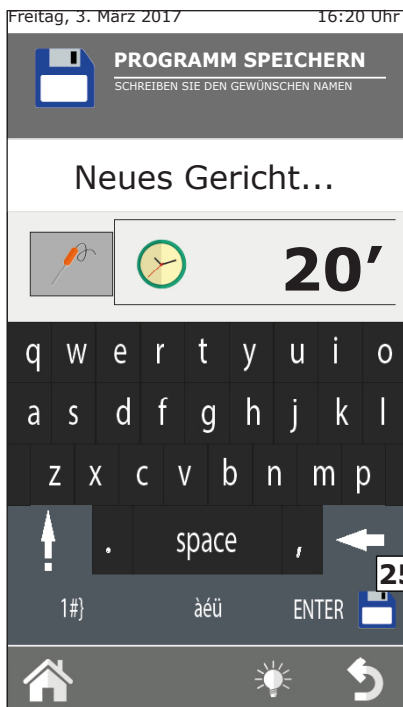 Freitag, 3. März 2017 16:20 Uhr
PROGRAMM SPEICHERN
SCHREIBEN SIE DEN GEWÜNSCHEN NAMEN
Neues Gericht...
20’
q w e r t y u i o
a s d f g h j k l
z x c v b n m p
. space ,
25
1#} àéü ENTER